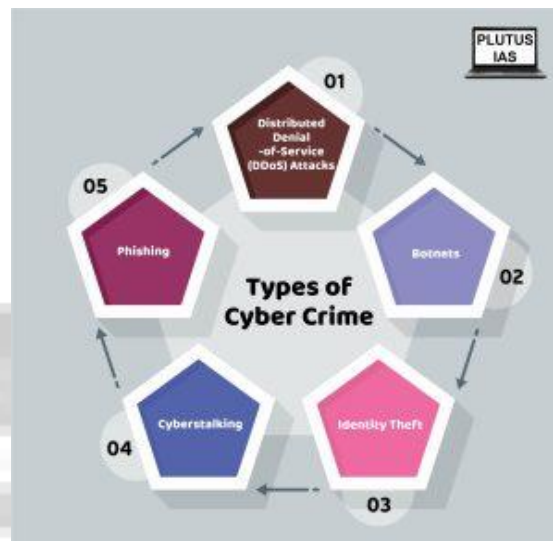 PLUTUS
IAS
01
Distributed
Denial
-of-Service
(DDoS) Attacks
05
Phishing
Botnets
02
Types of
Cyber Crime
Cyberstalking
04
Identity Theft
03